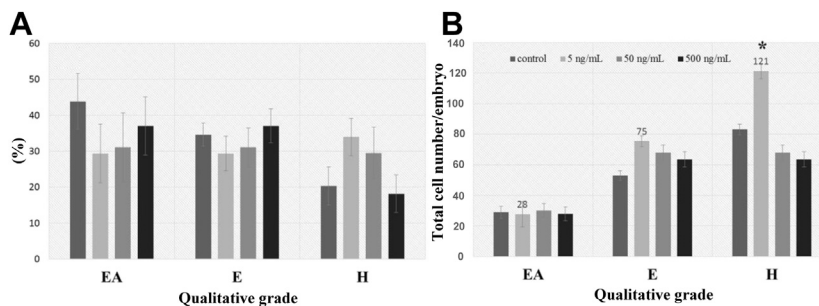 A
60
50
40
30
20
10
0
(%)
EA
E
H
Qualitative grade
B
140
120
100
80
60
40
20
0
Total cell number/embryo
control
5 ng/mL
50 ng/mL
500 ng/mL
28
75
*
121
EA
E
H
Qualitative grade